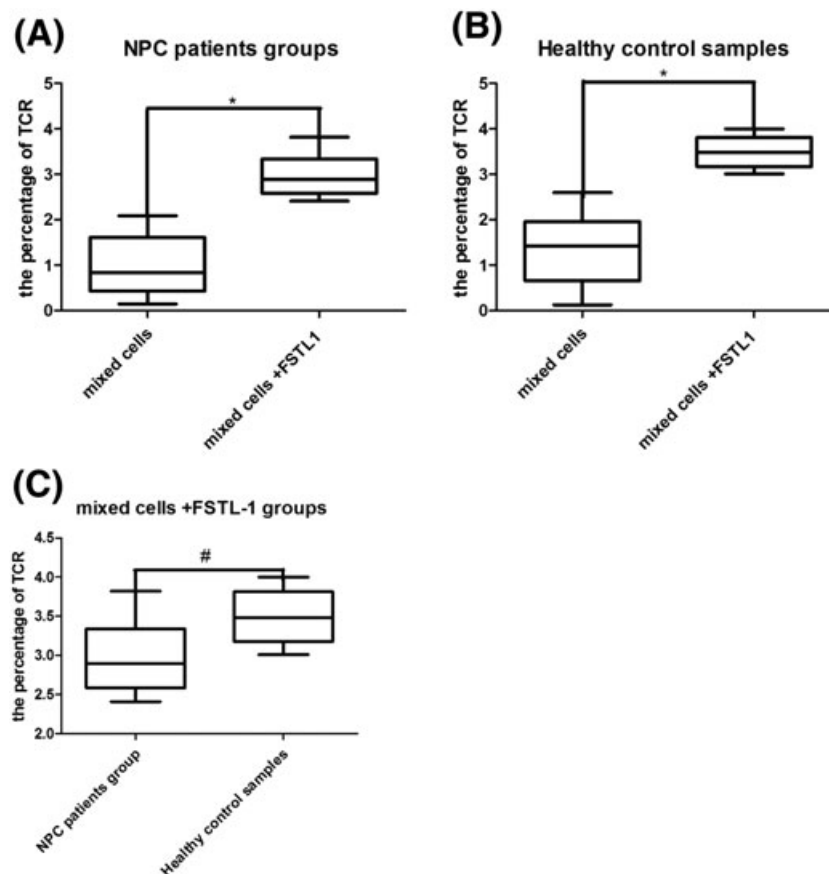 (A)
NPC patients groups
the percentage of TCR
5
4
3
2
1
0
*
mixed cells
mixed cells +FSTL1
(B)
Healthy control samples
the percentage of TCR
5
4
3
2
1
0
*
mixed cells
mixed cells +FSTL1
(C)
mixed cells +FSTL-1 groups
the percentage of TCR
4.5
4.0
3.5
3.0
2.5
2.0
#
NPC patients group
Healthy control samples